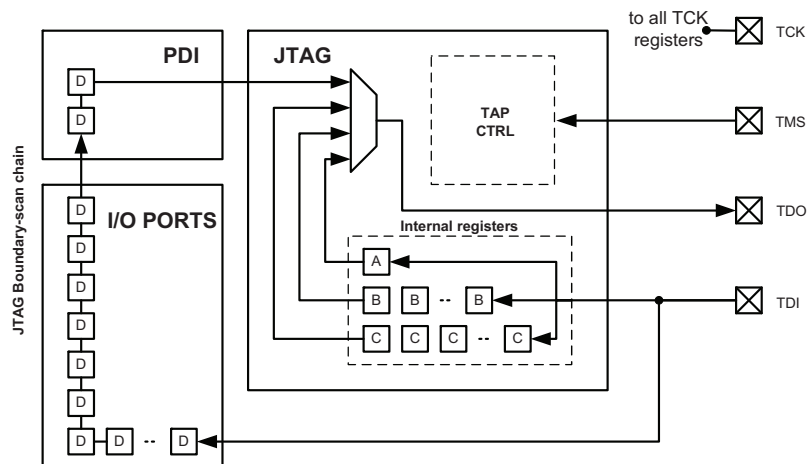 to all TCK
registers
TCK
PDI
JTAG
D
D
TAP
CTRL
TMS
JTAG Boundary-scan chain
I/O PORTS
D
D
D
D
D
D
D D -- D
TDO
Internal registers
A
B B -- B
C C C -- C
TDI